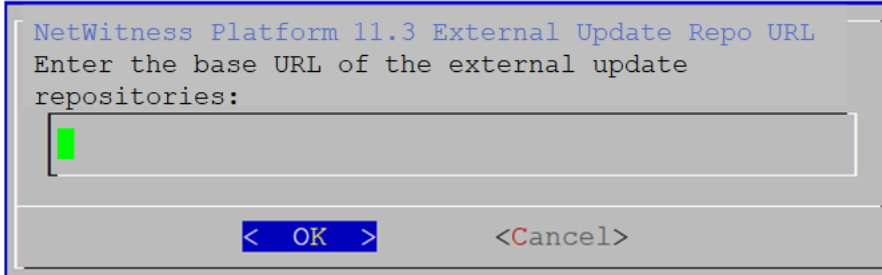 NetWitness Platform 11.3 External Update Repo URL
Enter the base URL of the external update
repositories:
< OK > <Cancel>